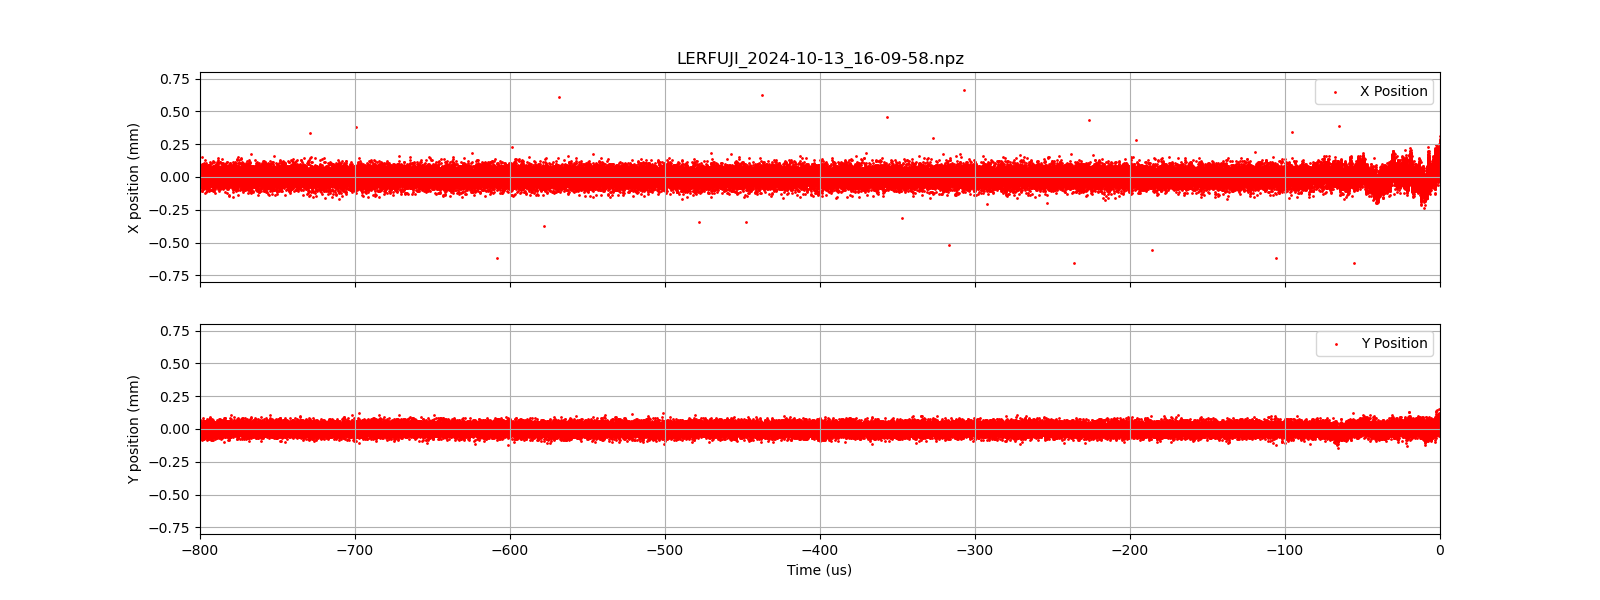 LERFUJI_2024-10-13_16-09-58.npz
X position (mm)
0.75
0.50
0.25
0.00
−0.25
−0.50
−0.75
X Position
Y position (mm)
0.75
0.50
0.25
0.00
−0.25
−0.50
−0.75
Y Position
−800 −700 −600 −500 −400 −300 −200 −100 0
Time (us)